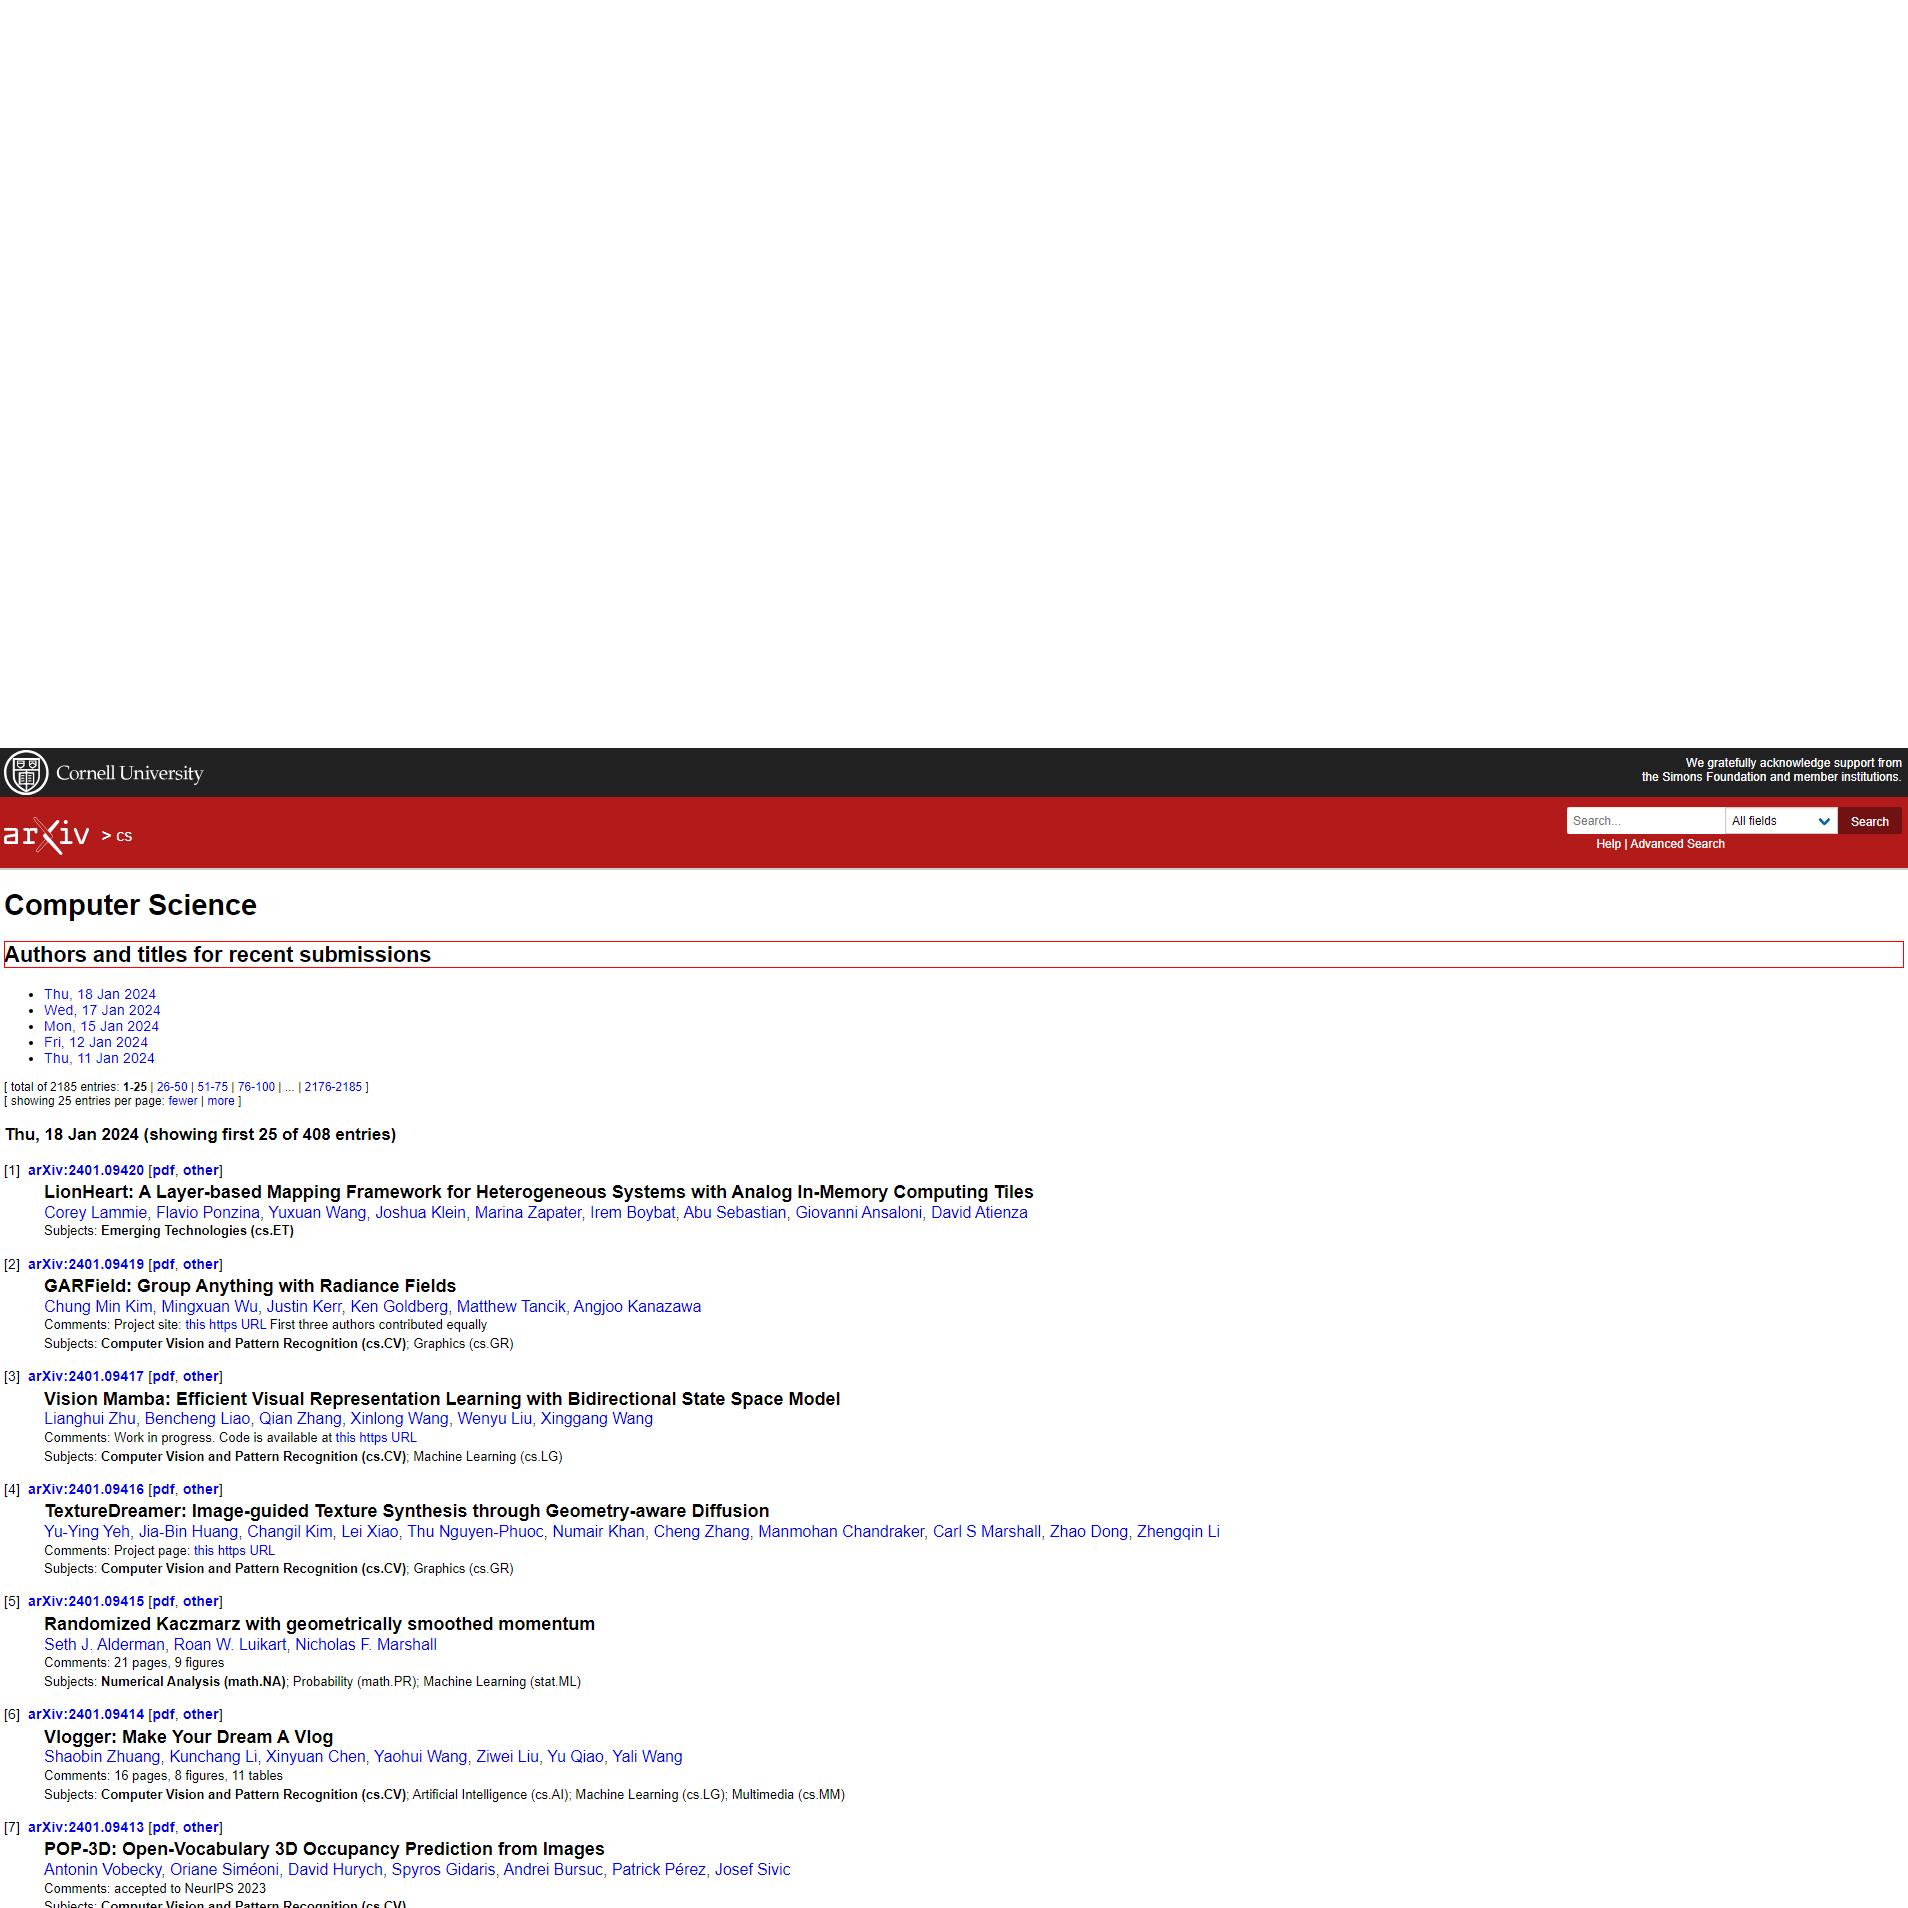 Cornell University
We gratefully acknowledge support from
the Simons Foundation and member institutions.
arXiv > cs
Search... All fields Search
Help | Advanced Search
Computer Science
Authors and titles for recent submissions
Thu, 18 Jan 2024
Wed, 17 Jan 2024
Mon, 15 Jan 2024
Fri, 12 Jan 2024
Thu, 11 Jan 2024
[ total of 2185 entries: 1-25 | 26-50 | 51-75 | 76-100 | ... | 2176-2185 ]
[ showing 25 entries per page: fewer | more ]
Thu, 18 Jan 2024 (showing first 25 of 408 entries)
[1] arXiv:2401.09420 [pdf, other]
LionHeart: A Layer-based Mapping Framework for Heterogeneous Systems with Analog In-Memory Computing Tiles
Corey Lammie, Flavio Ponzina, Yuxuan Wang, Joshua Klein, Marina Zapater, Irem Boybat, Abu Sebastian, Giovanni Ansaloni, David Atienza
Subjects: Emerging Technologies (cs.ET)
[2] arXiv:2401.09419 [pdf, other]
GARField: Group Anything with Radiance Fields
Chung Min Kim, Mingxuan Wu, Justin Kerr, Ken Goldberg, Matthew Tancik, Angjoo Kanazawa
Comments: Project site: this https URL First three authors contributed equally
Subjects: Computer Vision and Pattern Recognition (cs.CV); Graphics (cs.GR)
[3] arXiv:2401.09417 [pdf, other]
Vision Mamba: Efficient Visual Representation Learning with Bidirectional State Space Model
Lianghui Zhu, Bencheng Liao, Qian Zhang, Xinlong Wang, Wenyu Liu, Xinggang Wang
Comments: Work in progress. Code is available at this https URL
Subjects: Computer Vision and Pattern Recognition (cs.CV); Machine Learning (cs.LG)
[4] arXiv:2401.09416 [pdf, other]
TextureDreamer: Image-guided Texture Synthesis through Geometry-aware Diffusion
Yu-Ying Yeh, Jia-Bin Huang, Changil Kim, Lei Xiao, Thu Nguyen-Phuoc, Numair Khan, Cheng Zhang, Manmohan Chandraker, Carl S Marshall, Zhao Dong, Zhengqin Li
Comments: Project page: this https URL
Subjects: Computer Vision and Pattern Recognition (cs.CV); Graphics (cs.GR)
[5] arXiv:2401.09415 [pdf, other]
Randomized Kaczmarz with geometrically smoothed momentum
Seth J. Alderman, Roan W. Luikart, Nicholas F. Marshall
Comments: 21 pages, 9 figures
Subjects: Numerical Analysis (math.NA); Probability (math.PR); Machine Learning (stat.ML)
[6] arXiv:2401.09414 [pdf, other]
Vlogger: Make Your Dream A Vlog
Shaobin Zhuang, Kunchang Li, Xinyuan Chen, Yaohui Wang, Ziwei Liu, Yu Qiao, Yali Wang
Comments: 16 pages, 8 figures, 11 tables
Subjects: Computer Vision and Pattern Recognition (cs.CV); Artificial Intelligence (cs.AI); Machine Learning (cs.LG); Multimedia (cs.MM)
[7] arXiv:2401.09413 [pdf, other]
POP-3D: Open-Vocabulary 3D Occupancy Prediction from Images
Antonin Vobecky, Oriane Siméoni, David Hurych, Spyros Gidaris, Andrei Bursuc, Patrick Pérez, Josef Sivic
Comments: accepted to NeurIPS 2023
Subjects: Computer Vision and Pattern Recognition (cs.CV)